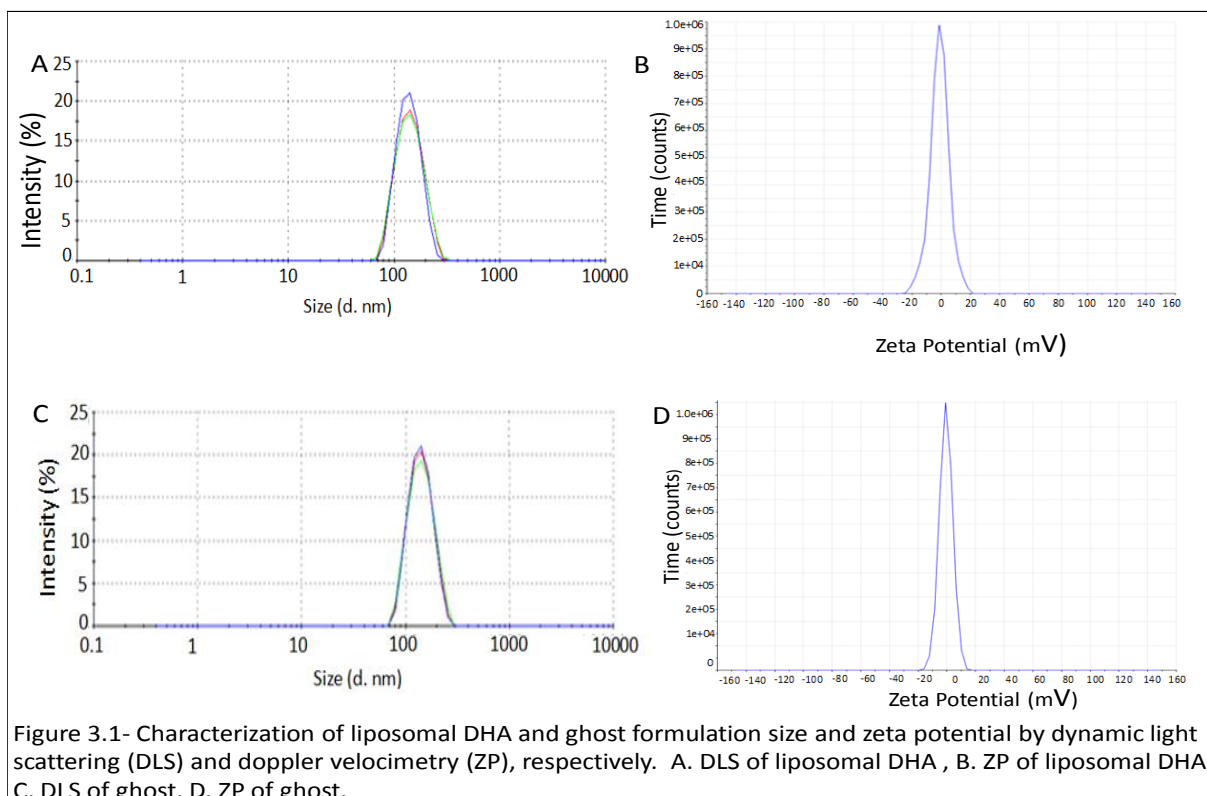 A
25
20
15
10
5
0
Intensity (%)
0.1 1 10 100 1000 10000
Size (d. nm)
B
1.0e+06
9e+05
8e+05
7e+05
6e+05
5e+05
4e+05
3e+05
2e+05
1e+04
0
Time (counts)
-160 -140 -120 -100 -80 -60 -40 -20 0 20 40 60 80 100 120 140 160
Zeta Potential (mV)
C
25
20
15
10
5
0
Intensity (%)
0.1 1 10 100 1000 10000
Size (d. nm)
D
1.0e+06
9e+05
8e+05
7e+05
6e+05
5e+05
4e+05
3e+05
2e+05
1e+04
0
Time (counts)
-160 -140 -120 -100 -80 -60 -40 -20 0 20 40 60 80 100 120 140 160
Zeta Potential (mV)
Figure 3.1- Characterization of liposomal DHA and ghost formulation size and zeta potential by dynamic light
scattering (DLS) and doppler velocimetry (ZP), respectively. A. DLS of liposomal DHA , B. ZP of liposomal DHA
C. DLS of ghost. D. ZP of ghost.